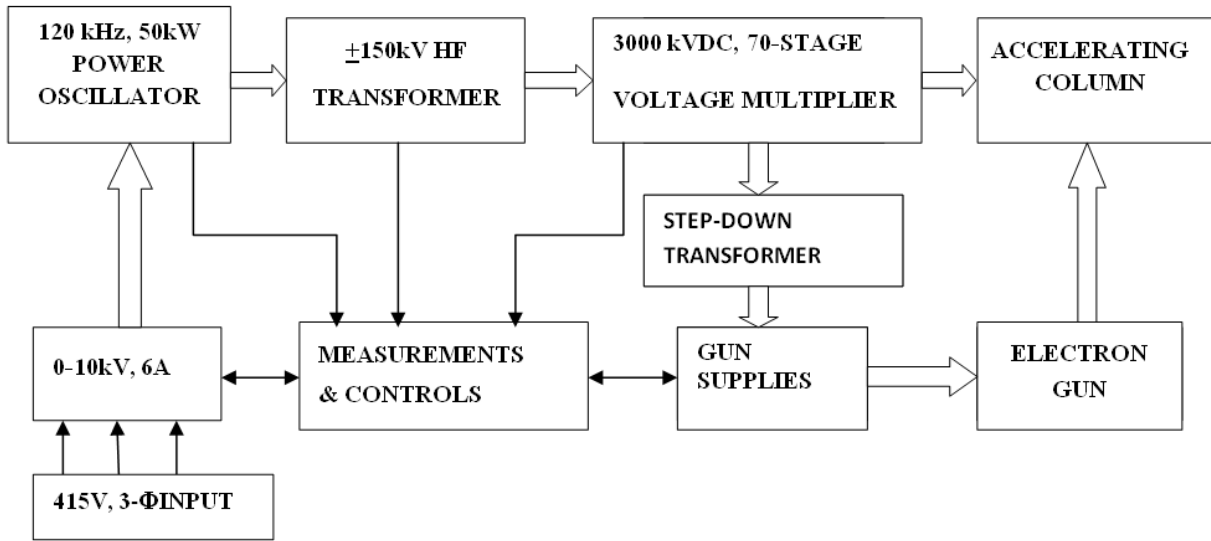 120 kHz, 50kW
POWER
OSCILLATOR
±150kV HF
TRANSFORMER
3000 kVDC, 70-STAGE
VOLTAGE MULTIPLIER
ACCELERATING
COLUMN
STEP-DOWN
TRANSFORMER
0-10kV, 6A
MEASUREMENTS
& CONTROLS
GUN
SUPPLIES
ELECTRON
GUN
415V, 3-ΦINPUT